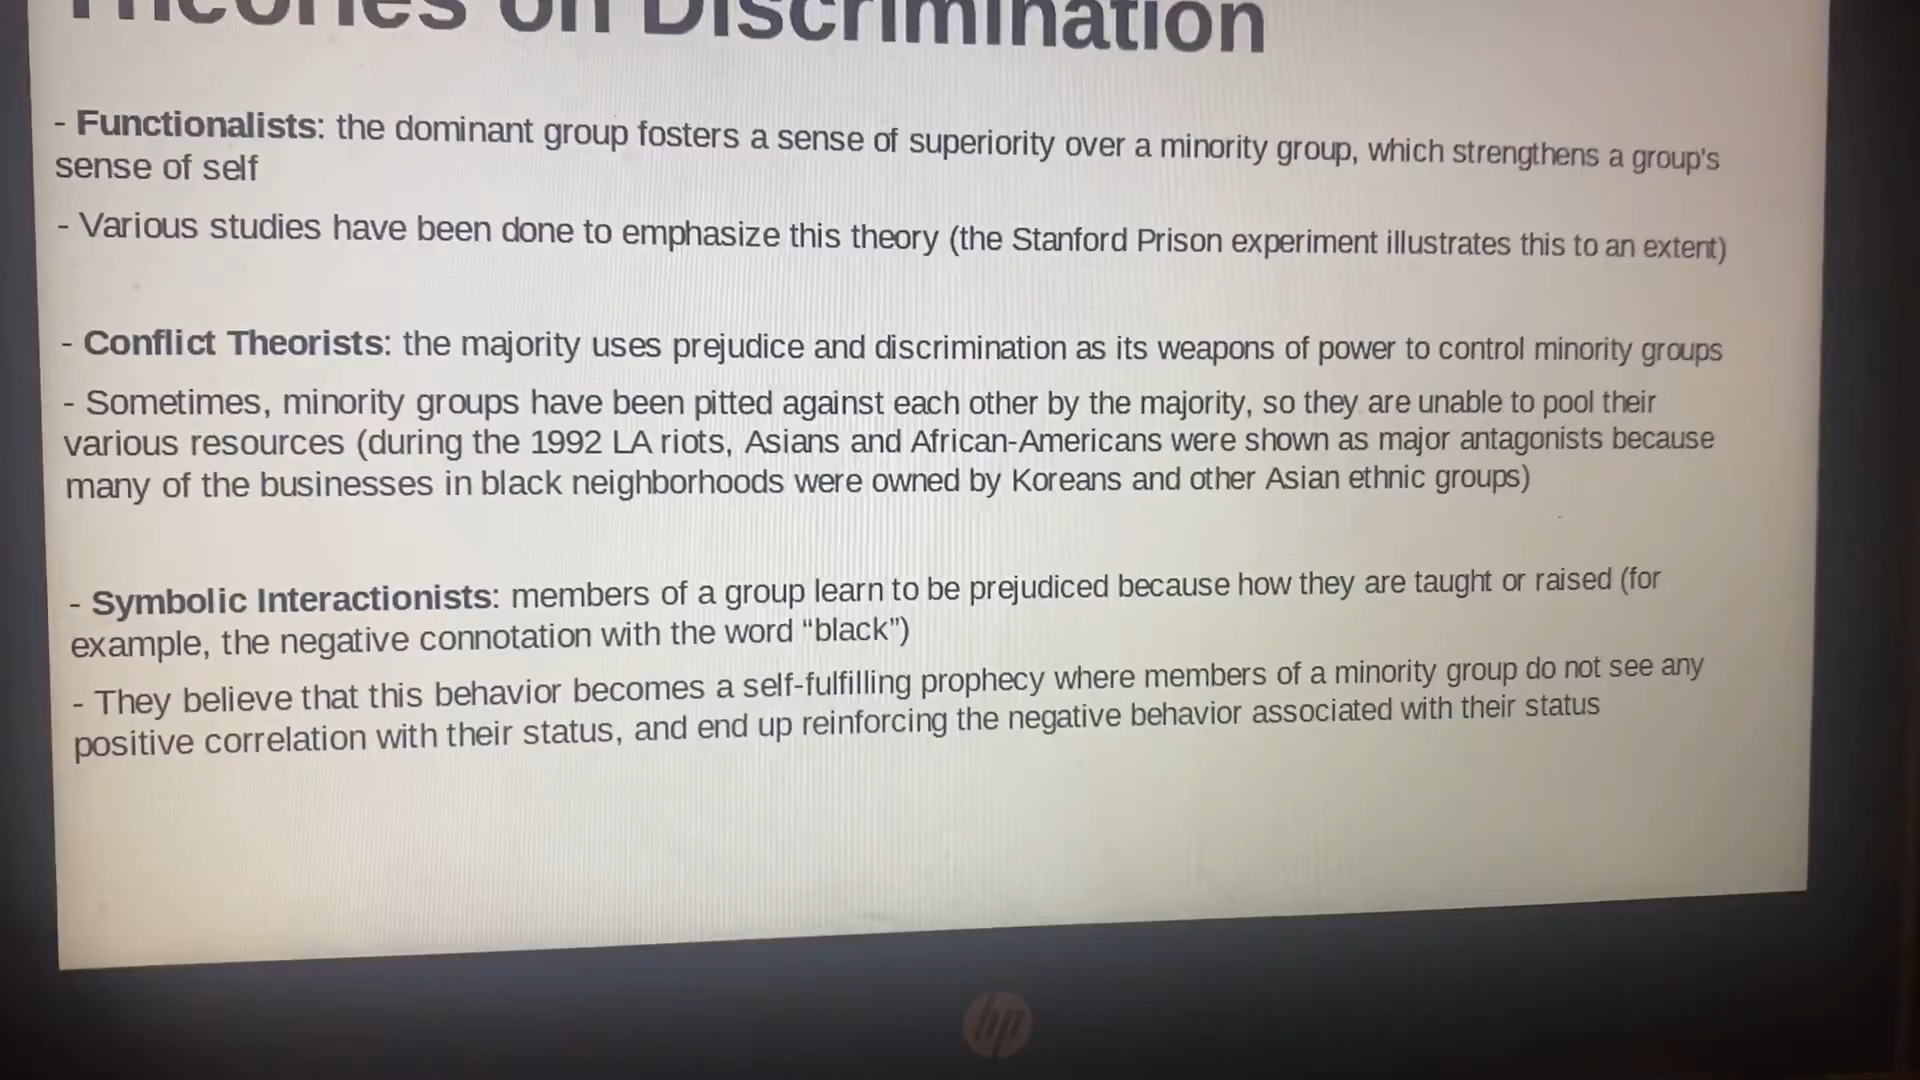 Theories on Discrimination
- Functionalists: the dominant group fosters a sense of superiority over a minority group, which strengthens a group's
sense of self
- Various studies have been done to emphasize this theory (the Stanford Prison experiment illustrates this to an extent)
- Conflict Theorists: the majority uses prejudice and discrimination as its weapons of power to control minority groups
- Sometimes, minority groups have been pitted against each other by the majority, so they are unable to pool their
various resources (during the 1992 LA riots, Asians and African-Americans were shown as major antagonists because
many of the businesses in black neighborhoods were owned by Koreans and other Asian ethnic groups)
- Symbolic Interactionists: members of a group learn to be prejudiced because how they are taught or raised (for
example, the negative connotation with the word “black”)
- They believe that this behavior becomes a self-fulfilling prophecy where members of a minority group do not see any
positive correlation with their status, and end up reinforcing the negative behavior associated with their status
hp